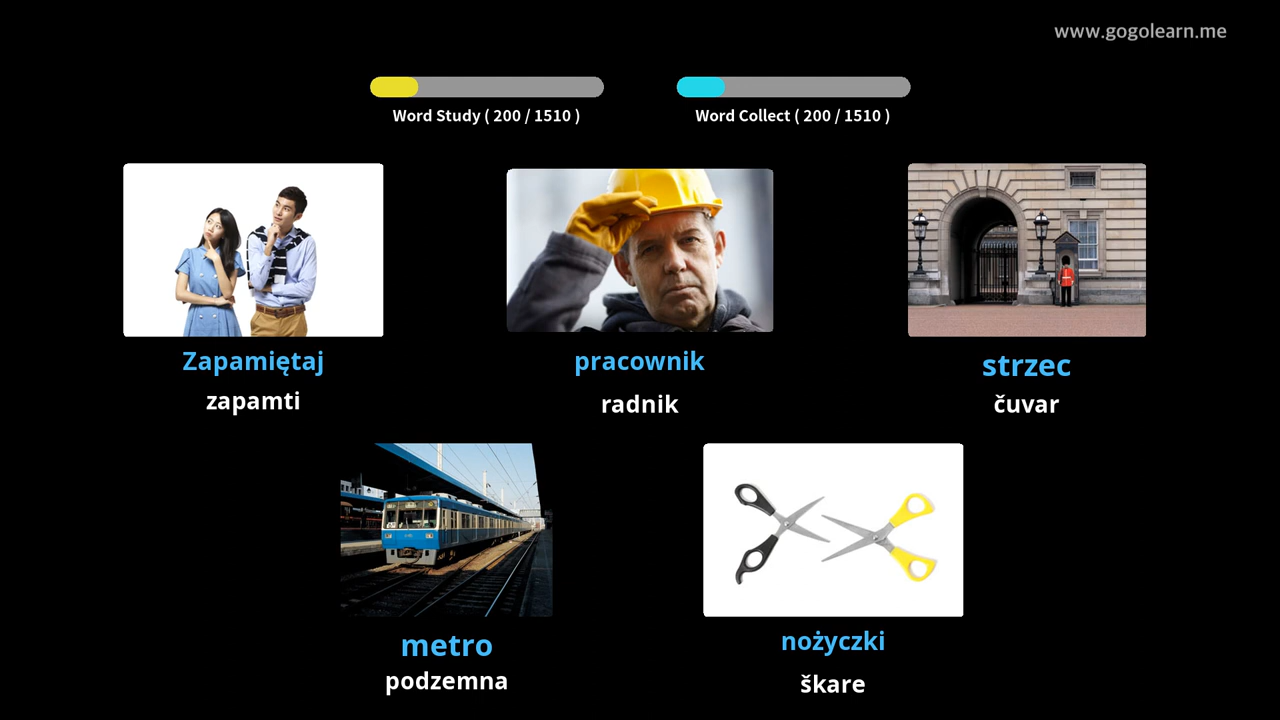 www.gogolearn.me
Word Study ( 200 / 1510 )
Word Collect ( 200 / 1510 )
Zapamiętaj
zapamti
pracownik
radnik
strzec
čuvar
metro
podzemna
nożyczki
škare